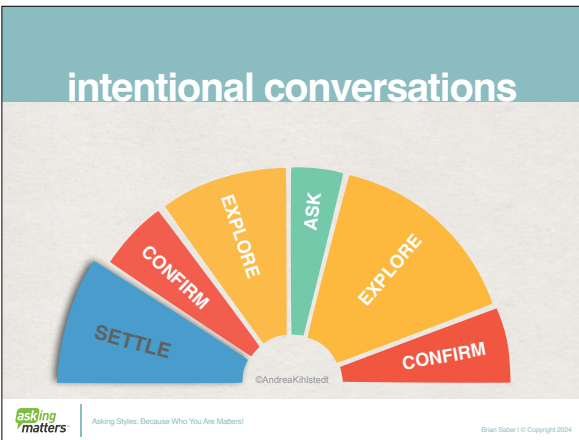 intentional conversations
SETTLE
CONFIRM
EXPLORE
ASK
EXPLORE
CONFIRM
©AndreaKihlstedt
asking
matters™
Asking Styles: Because Who You Are Matters!
Brian Saber | © Copyright 2024